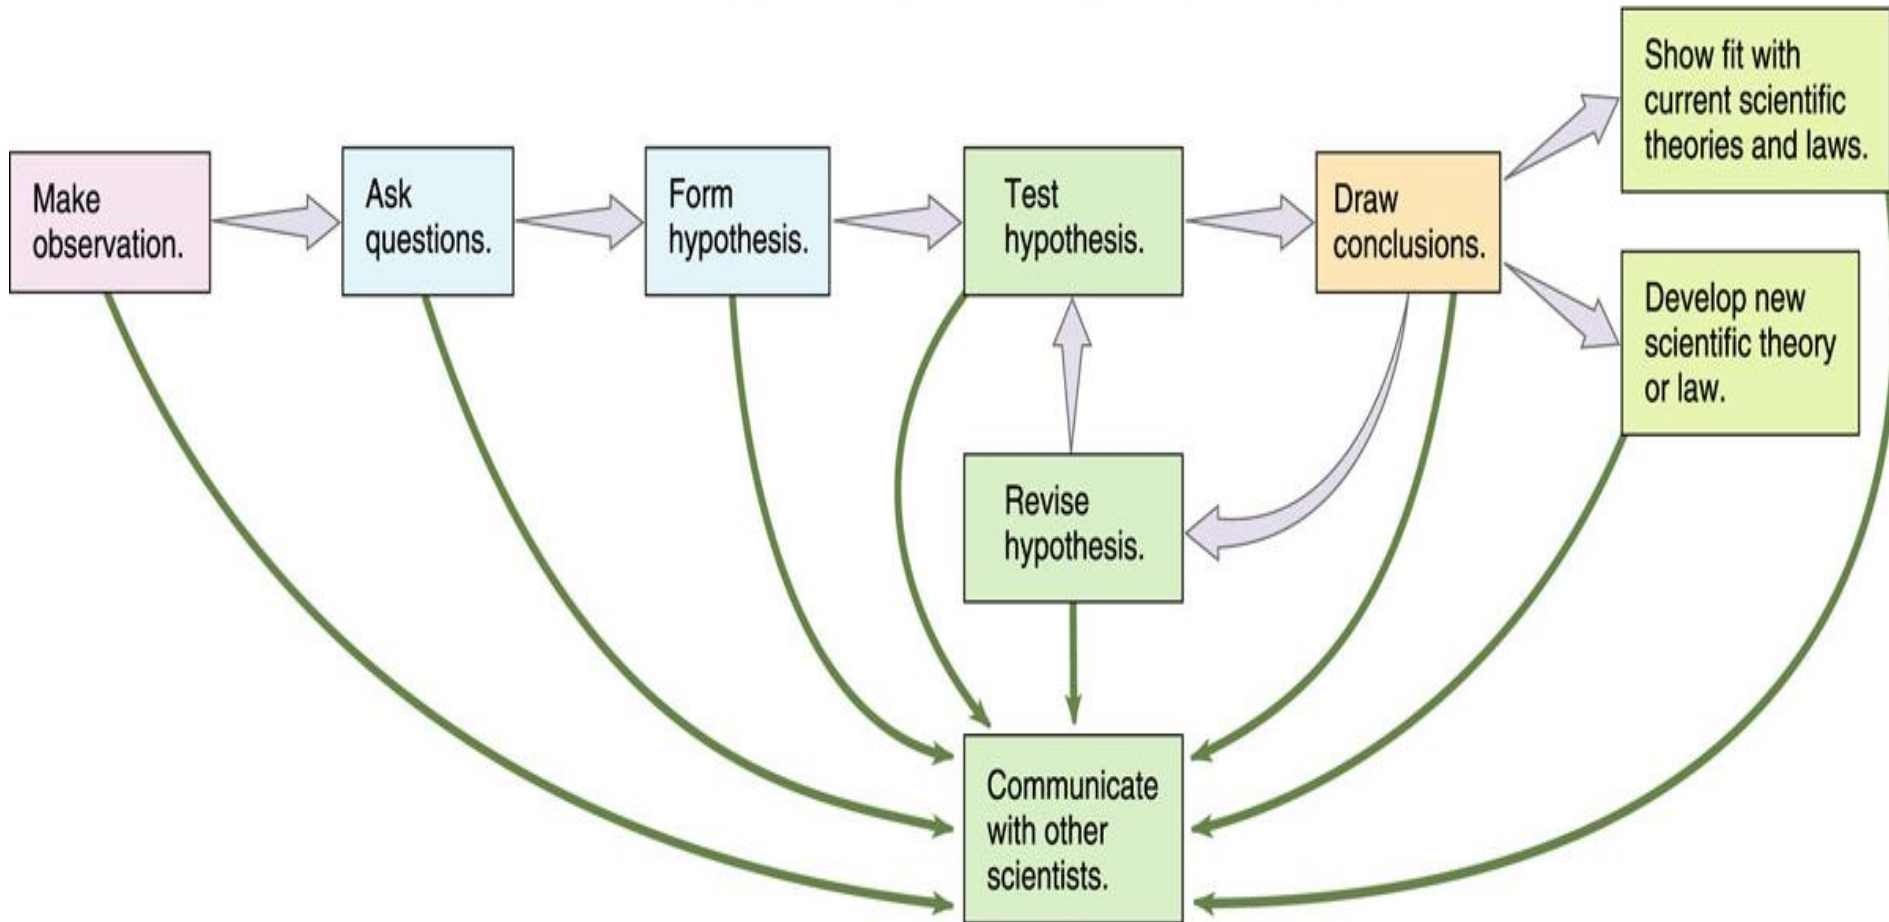 Make
observation.
Ask
questions.
Form
hypothesis.
Test
hypothesis.
Draw
conclusions.
Show fit with
current scientific
theories and laws.
Develop new
scientific theory
or law.
Revise
hypothesis.
Communicate
with other
scientists.